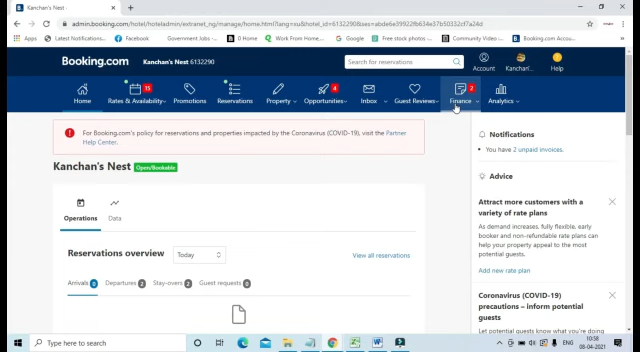 Booking.com
admin.booking.com/hotel/hoteladmin/extranet_ng/manage/home.html?lang=xu&hotel_id=6132290&ses=abde6e39922fcb634e37b50332cf7a24d
Apps
Latest Notifications...
Facebook
Government Jobs -...
0 Home
Work From Home...
Google
Free stock photos...
Community Video |...
Booking.com Accou...
Booking.com
Kanchan's Nest 6132290
Search for reservations
Account
Kanchari...
Help
Home
Rates & Availability
15
Promotions
Reservations
Property
Opportunities
4
Inbox
Guest Reviews
Finance
2
Analytics
For Booking.com's policy for reservations and properties impacted by the Coronavirus (COVID-19), visit the Partner
Help Center.
Kanchan's Nest Open/Bookable
Operations
Data
Reservations overview
Today
View all reservations
Arrivals 0
Departures 2
Stay-overs 2
Guest requests 0
Notifications
You have 2 unpaid invoices.
Advice
Attract more customers with a
variety of rate plans
As demand increases, fully flexible, early
booker and non-refundable rate plans can
help your property appeal to the most
potential guests.
Add new rate plan
Coronavirus (COVID-19)
precautions – inform potential
guests
Let potential guests know what you're doing
Type here to search
ENG
10:58
08-04-2021